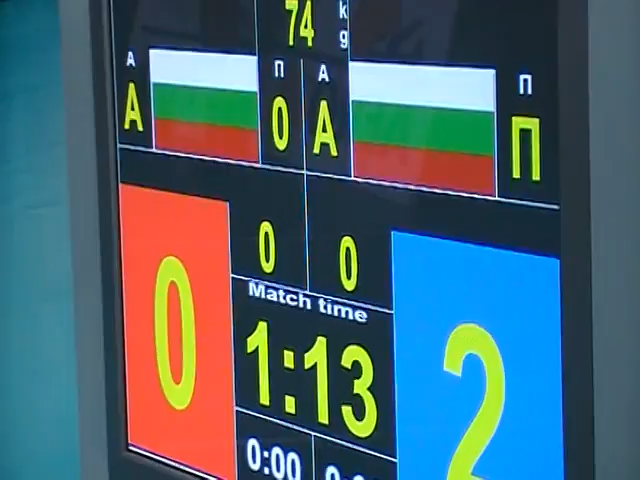 74 kg
А П А П
А 0 А П
0 0
Match time
0 1:13 2
0:00